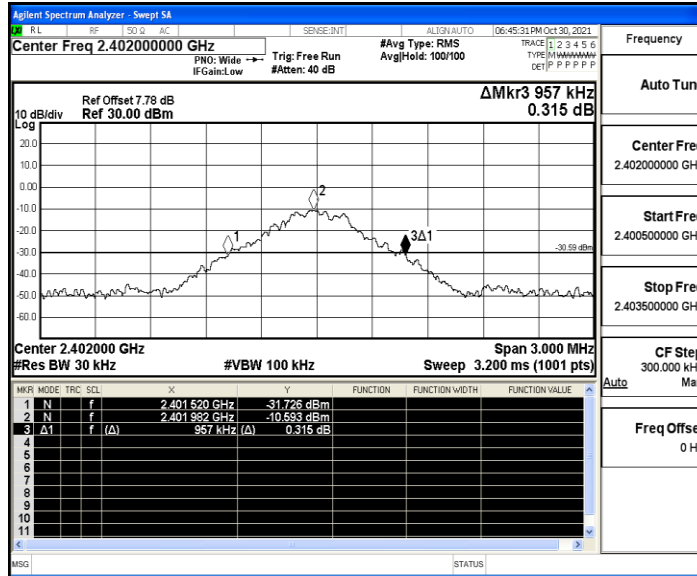 Agilent Spectrum Analyzer - Swept SA
RL RF 50 Ω AC SENSE:INT ALIGN AUTO 06:45:31 PM Oct 30, 2021
Center Freq 2.402000000 GHz #Avg Type: RMS TRACE 1 2 3 4 5 6
PNO: Wide Trig: Free Run Avg|Hold: 100/100 TYPE M
IFGain:Low #Atten: 40 dB DET P P P P P P
ΔMkr3 957 kHz
0.315 dB
Ref Offset 7.78 dB
10 dB/div Ref 30.00 dBm
Log
20.0
10.0
0.00
-10.0
-20.0
-30.0
-40.0
-50.0
-60.0
1
2
3Δ1
-30.59 dBm
Center 2.402000 GHz Span 3.000 MHz
#Res BW 30 kHz #VBW 100 kHz Sweep 3.200 ms (1001 pts)
MKR MODE TRC SCL X Y FUNCTION FUNCTION WIDTH FUNCTION VALUE
1 N f 2.401 520 GHz -31.726 dBm
2 N f 2.401 982 GHz -10.593 dBm
3 Δ1 f (Δ) 957 kHz (Δ) 0.315 dB
4
5
6
7
8
9
10
11
MSG STATUS
Frequency
Auto Tun
Center Fre
2.402000000 GH
Start Fre
2.400500000 GH
Stop Fre
2.403500000 GH
CF Ste
300.000 kH
Auto Ma
Freq Offse
0 H